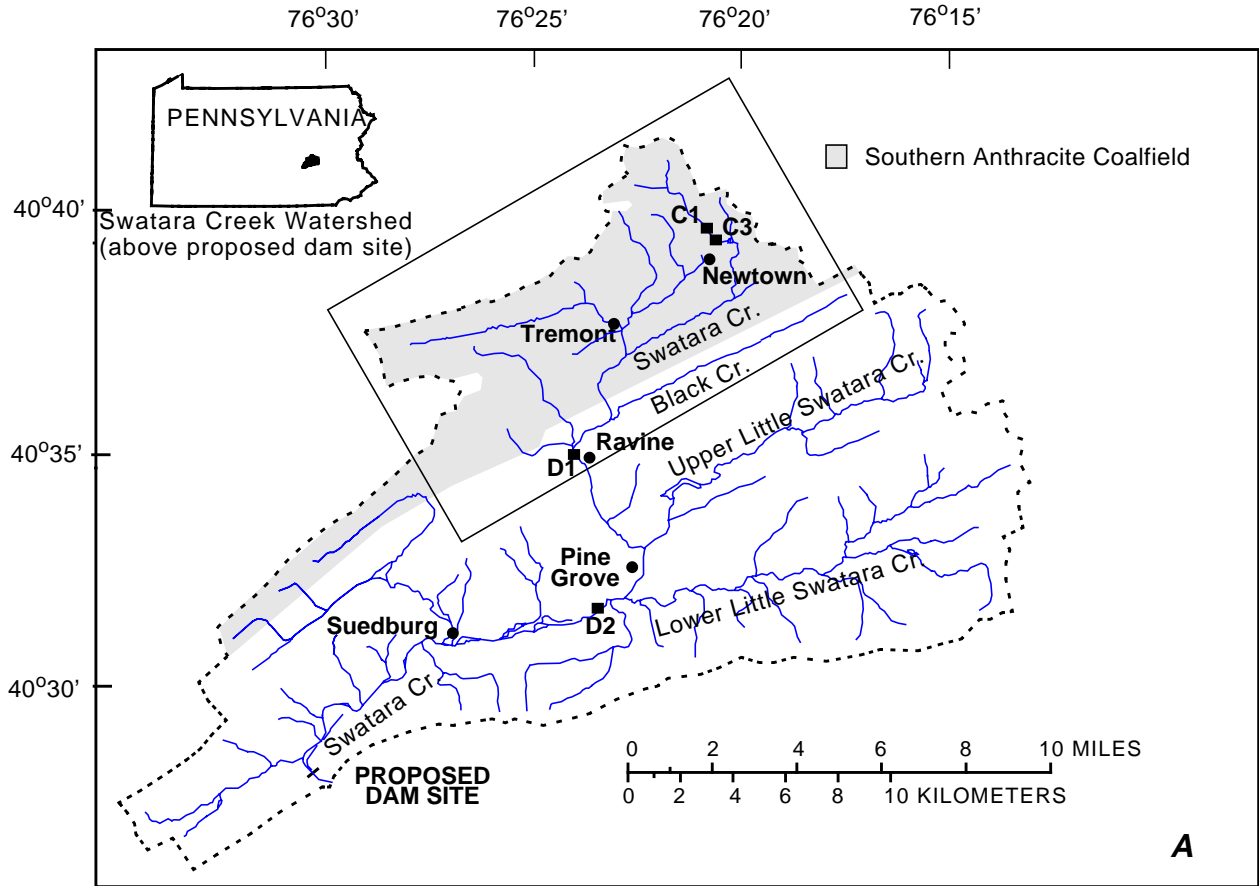 76°30’ 76°25’ 76°20’ 76°15’
PENNSYLVANIA
Southern Anthracite Coalfield
40°40’
Swatara Creek Watershed
(above proposed dam site)
C1
C3
Newtown
Tremont
Swatara Cr.
Black Cr.
Upper Little Swatara Cr.
40°35’
Ravine
D1
Pine
Grove
Lower Little Swatara Cr.
Suedburg
D2
40°30’
Swatara Cr.
PROPOSED
DAM SITE
0 2 4 6 8 10 MILES
0 2 4 6 8 10 KILOMETERS
A